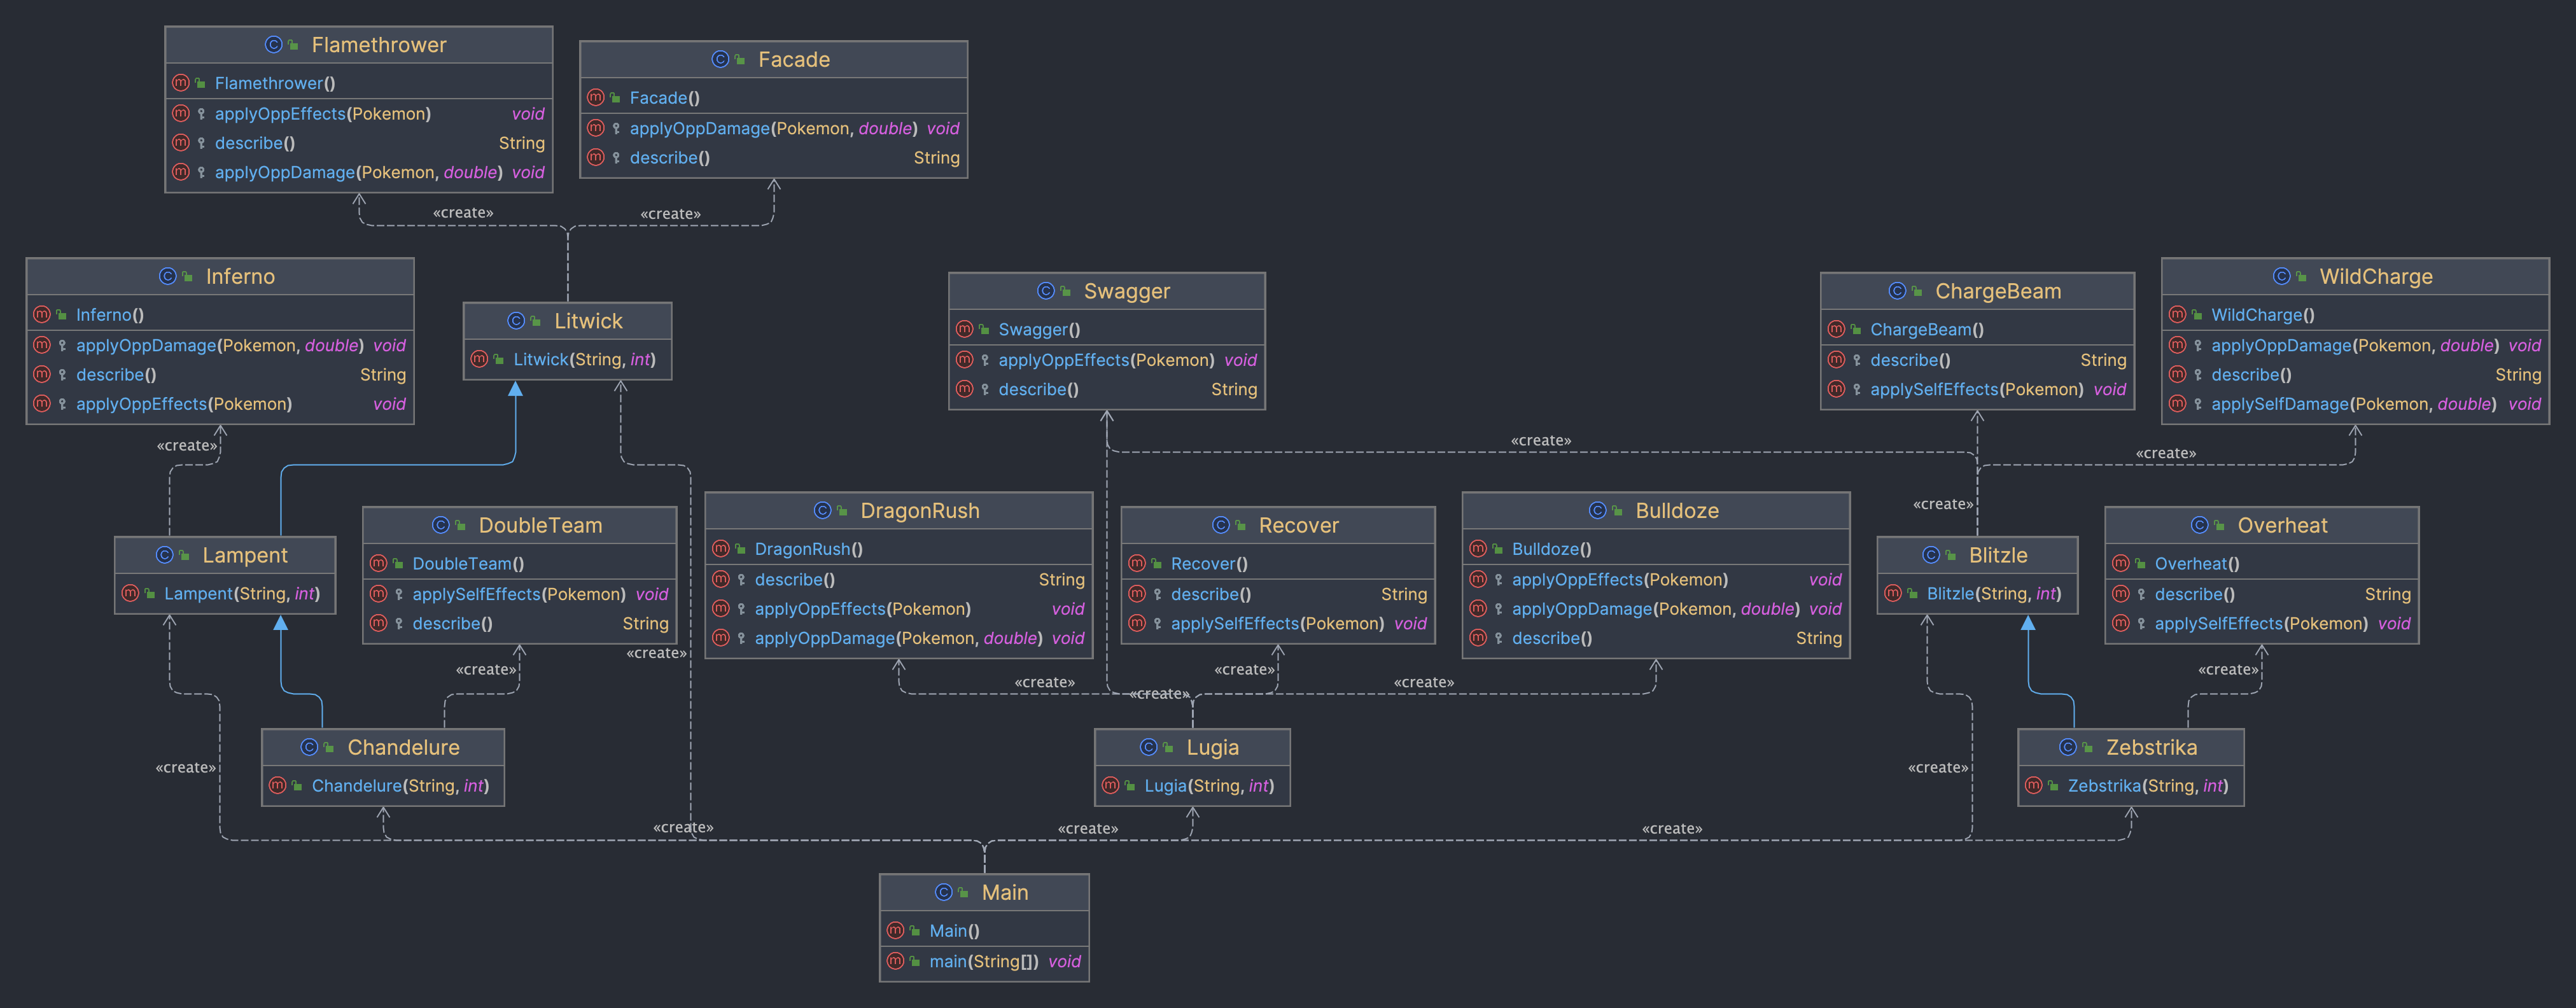 Flamethrower
Flamethrower()
applyOppEffects(Pokemon) void
describe() String
applyOppDamage(Pokemon, double) void
Facade
Facade()
applyOppDamage(Pokemon, double) void
describe() String
«create»
«create»
Inferno
Inferno()
applyOppDamage(Pokemon, double) void
describe() String
applyOppEffects(Pokemon) void
Litwick
Litwick(String, int)
Swagger
Swagger()
applyOppEffects(Pokemon) void
describe() String
ChargeBeam
ChargeBeam()
describe() String
applySelfEffects(Pokemon) void
WildCharge
WildCharge()
applyOppDamage(Pokemon, double) void
describe() String
applySelfDamage(Pokemon, double) void
«create»
«create»
«create»
«create»
Lampent
Lampent(String, int)
DoubleTeam
DoubleTeam()
applySelfEffects(Pokemon) void
describe() String
DragonRush
DragonRush()
describe() String
applyOppEffects(Pokemon) void
applyOppDamage(Pokemon, double) void
Recover
Recover()
describe() String
applySelfEffects(Pokemon) void
Bulldoze
Bulldoze()
applyOppEffects(Pokemon) void
applyOppDamage(Pokemon, double) void
describe() String
Blitzle
Blitzle(String, int)
Overheat
Overheat()
describe() String
applySelfEffects(Pokemon) void
«create»
«create»
«create»
«create»
«create»
«create»
«create»
Chandelure
Chandelure(String, int)
Lugia
Lugia(String, int)
Zebstrika
Zebstrika(String, int)
«create»
«create»
«create»
«create»
«create»
Main
Main()
main(String[]) void